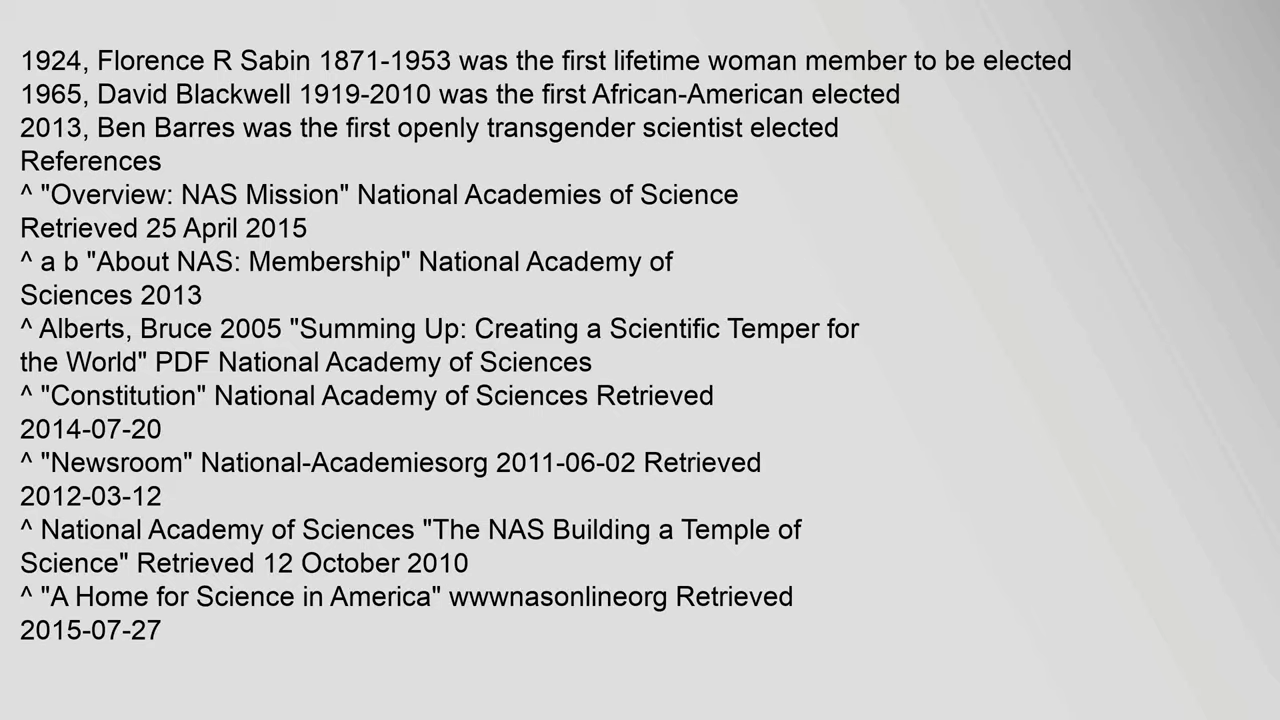 1924, Florence R Sabin 1871-1953 was the first lifetime woman member to be elected
1965, David Blackwell 1919-2010 was the first African-American elected
2013, Ben Barres was the first openly transgender scientist elected
References
^ "Overview: NAS Mission" National Academies of Science
Retrieved 25 April 2015
^ a b "About NAS: Membership" National Academy of
Sciences 2013
^ Alberts, Bruce 2005 "Summing Up: Creating a Scientific Temper for
the World" PDF National Academy of Sciences
^ "Constitution" National Academy of Sciences Retrieved
2014-07-20
^ "Newsroom" National-Academiesorg 2011-06-02 Retrieved
2012-03-12
^ National Academy of Sciences "The NAS Building a Temple of
Science" Retrieved 12 October 2010
^ "A Home for Science in America" wwwnasonlineorg Retrieved
2015-07-27